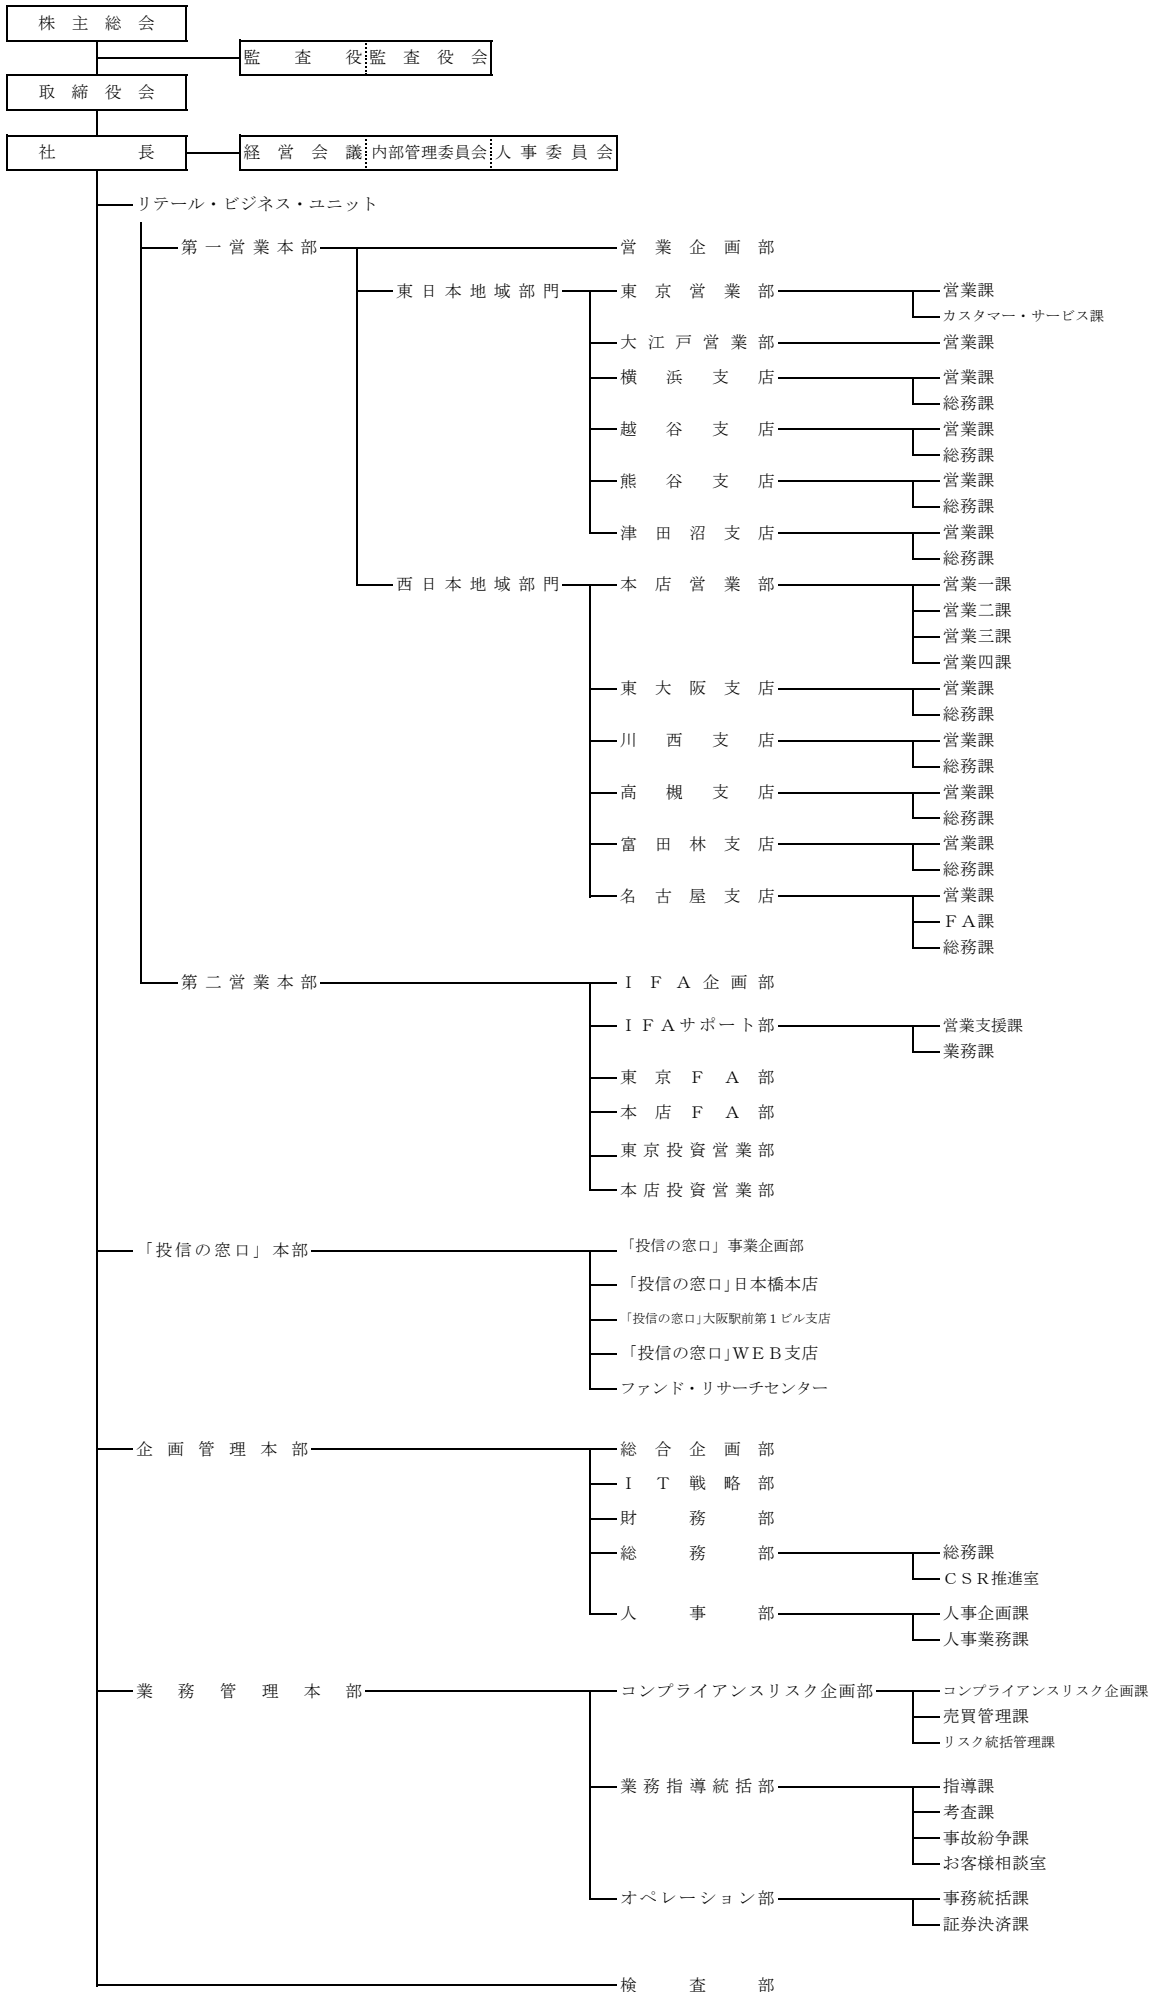 株主総会
監査役 監査役会
取締役会
社長 経営会議 内部管理委員会 人事委員会
リテール・ビジネス・ユニット
第一営業本部 営業企画部
東日本地域部門 東京営業部 営業課
カスタマー・サービス課
大江戸営業部 営業課
横浜支店 営業課
総務課
越谷支店 営業課
総務課
熊谷支店 営業課
総務課
津田沼支店 営業課
総務課
西日本地域部門 本店営業部 営業一課
営業二課
営業三課
営業四課
東大阪支店 営業課
総務課
川西支店 営業課
総務課
高槻支店 営業課
総務課
富田林支店 営業課
総務課
名古屋支店 営業課
ＦＡ課
総務課
第二営業本部 ＩＦＡ企画部
ＩＦＡサポート部 営業支援課
業務課
東京ＦＡ部
本店ＦＡ部
東京投資営業部
本店投資営業部
「投信の窓口」本部 「投信の窓口」事業企画部
「投信の窓口」日本橋本店
「投信の窓口」大阪駅前第１ビル支店
「投信の窓口」ＷＥＢ支店
ファンド・リサーチセンター
企画管理本部 総合企画部
ＩＴ戦略部
財務部
総務部 総務課
ＣＳＲ推進室
人事部 人事企画課
人事業務課
業務管理本部 コンプライアンスリスク企画部 コンプライアンスリスク企画課
売買管理課
リスク統括管理課
業務指導統括部 指導課
考査課
事故紛争課
お客様相談室
オペレーション部 事務統括課
証券決済課
検査部